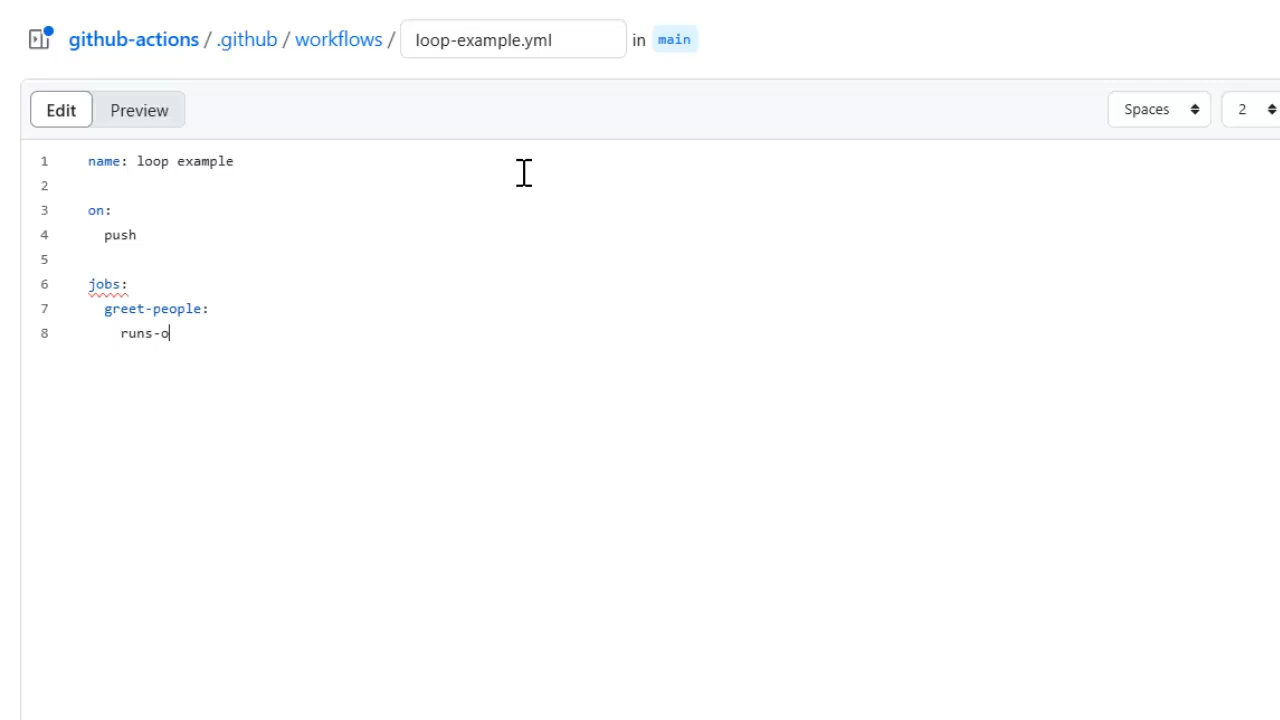 github-actions / .github / workflows / loop-example.yml in main
Edit Preview Spaces 2
1 name: loop example
2
3 on:
4 push
5
6 jobs:
7 greet-people:
8 runs-o